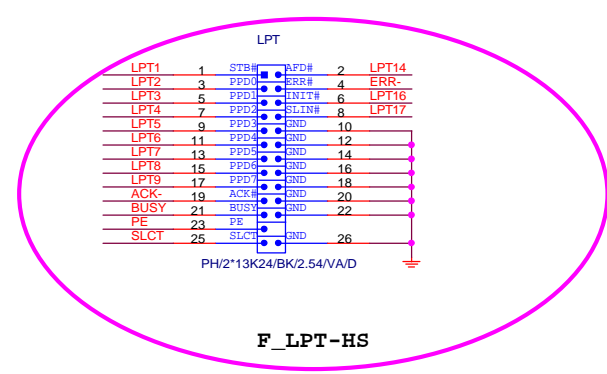 LPT
LPT1 1 STB# AFD# 2 LPT14
LPT2 3 PPD0 ERR# 4 ERR-
LPT3 5 PPD1 INIT# 6 LPT16
LPT4 7 PPD2 SLIN# 8 LPT17
LPT5 9 PPD3 GND 10
LPT6 11 PPD4 GND 12
LPT7 13 PPD5 GND 14
LPT8 15 PPD6 GND 16
LPT9 17 PPD7 GND 18
ACK- 19 ACK# GND 20
BUSY 21 BUSY GND 22
PE 23 PE
SLCT 25 SLCT GND 26
PH/2*13K24/BK/2.54/VA/D
F_LPT-HS